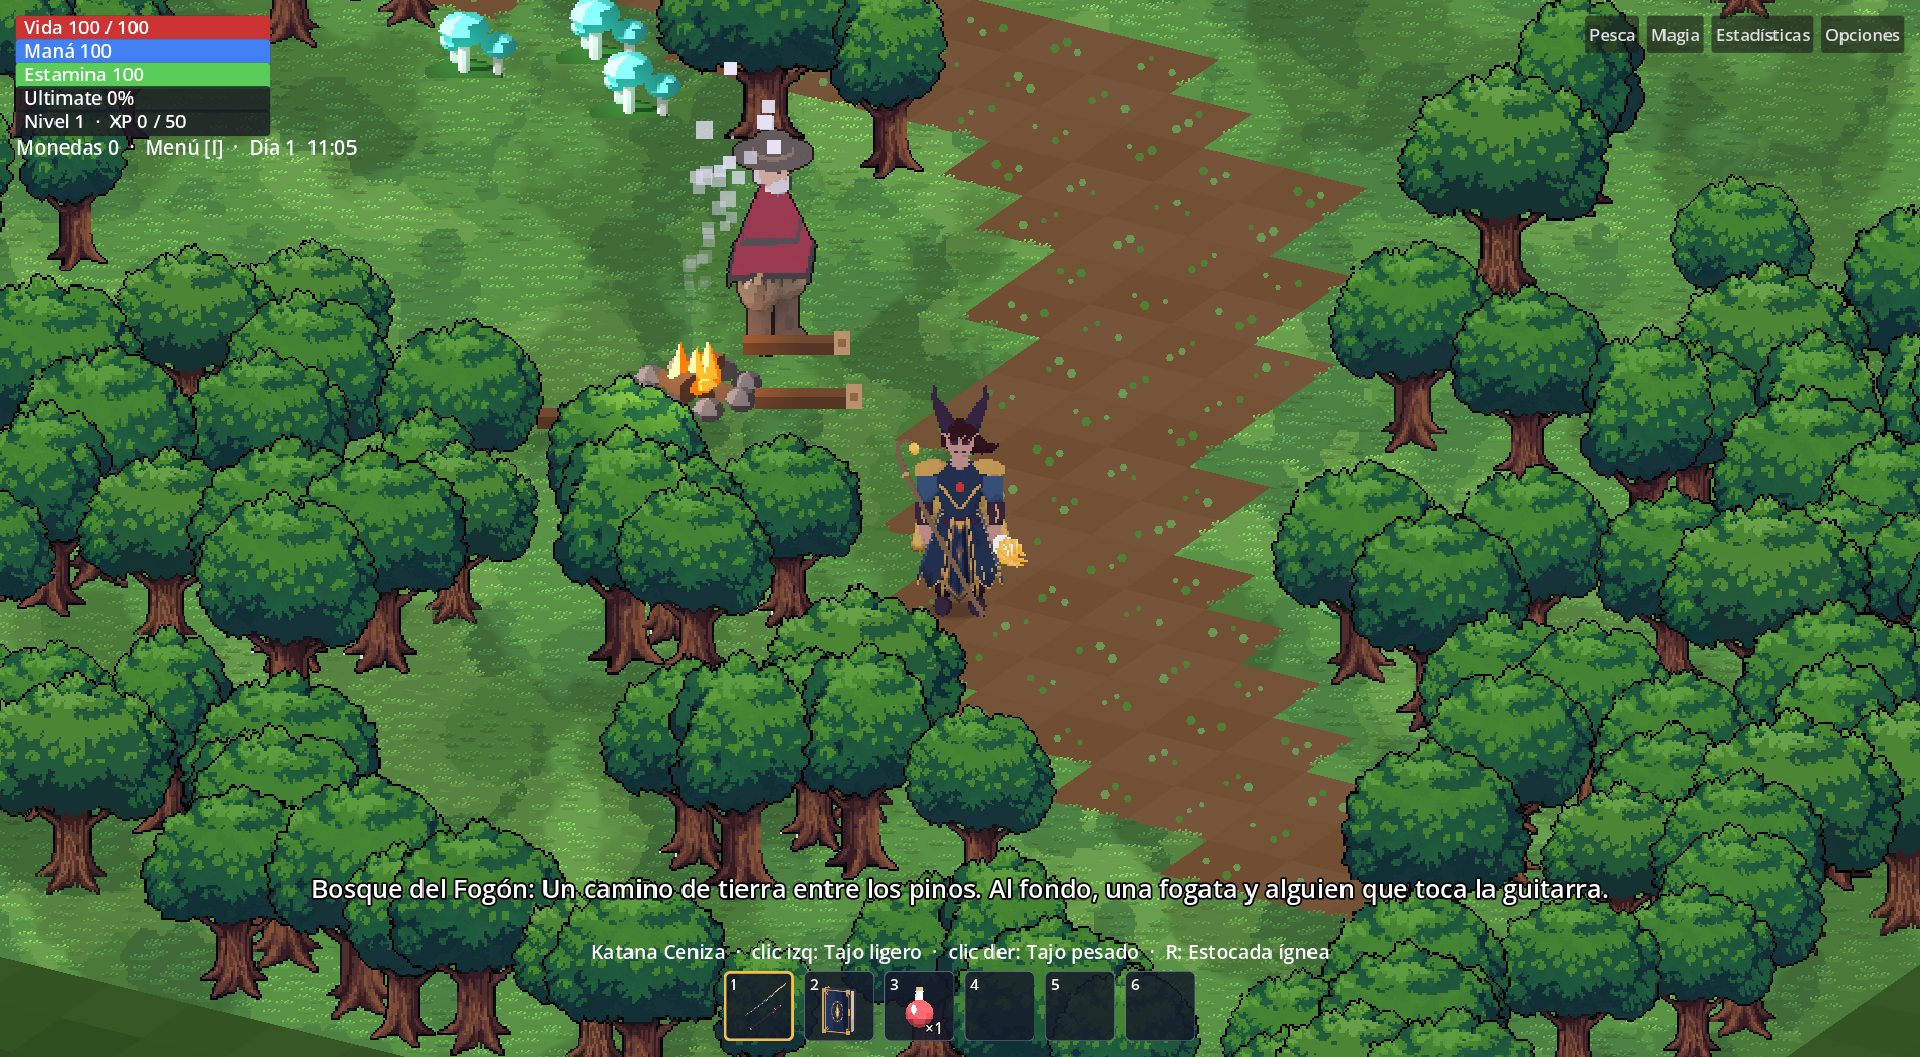 Vida 100 / 100
Maná 100
Estamina 100
Ultimate 0%
Nivel 1 · XP 0 / 50
Monedas 0 · Menú [I] · Día 1 11:05
Pesca Magia Estadísticas Opciones
Bosque del Fogón: Un camino de tierra entre los pinos. Al fondo, una fogata y alguien que toca la guitarra.
Katana Ceniza · clic izq: Tajo ligero · clic der: Tajo pesado · R: Estocada ígnea
1 2 3 4 5 6
×1